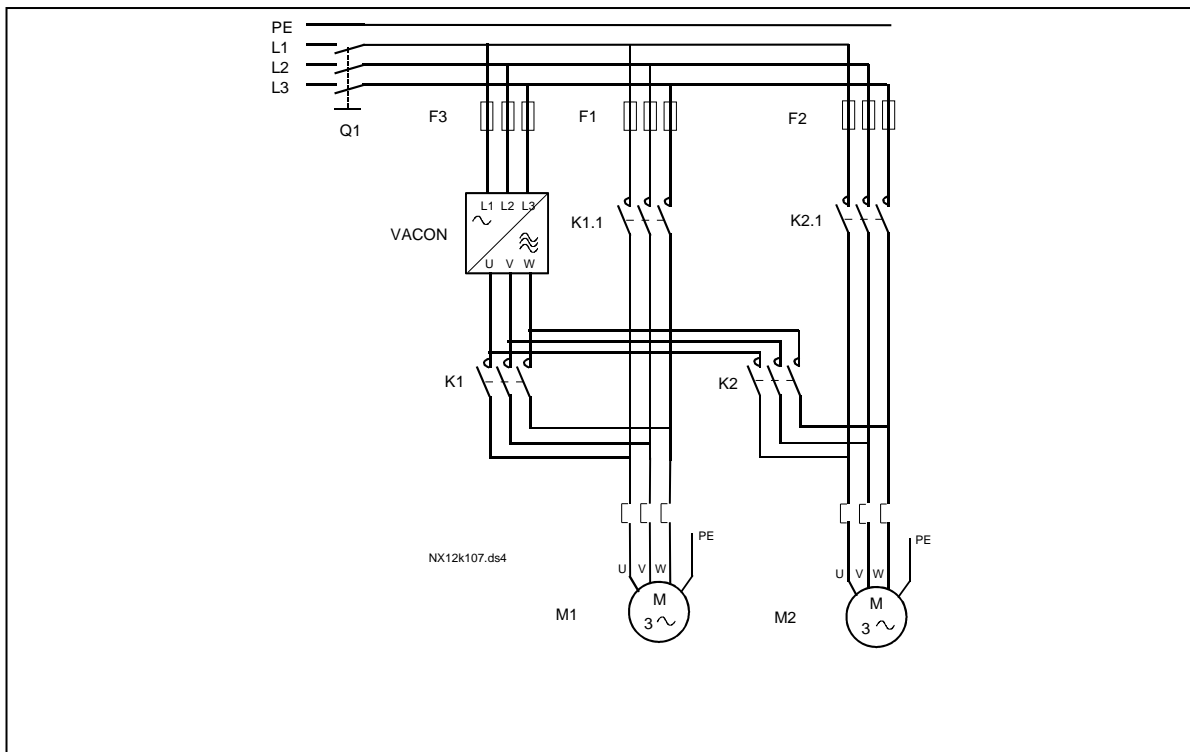 PE
L1
L2
L3
Q1
F3
F1
F2
L1 L2 L3
VACON
U V W
K1.1
K2.1
K1
K2
NX12k107.ds4
PE
PE
U V W
U V W
M1
M
3
M2
M
3